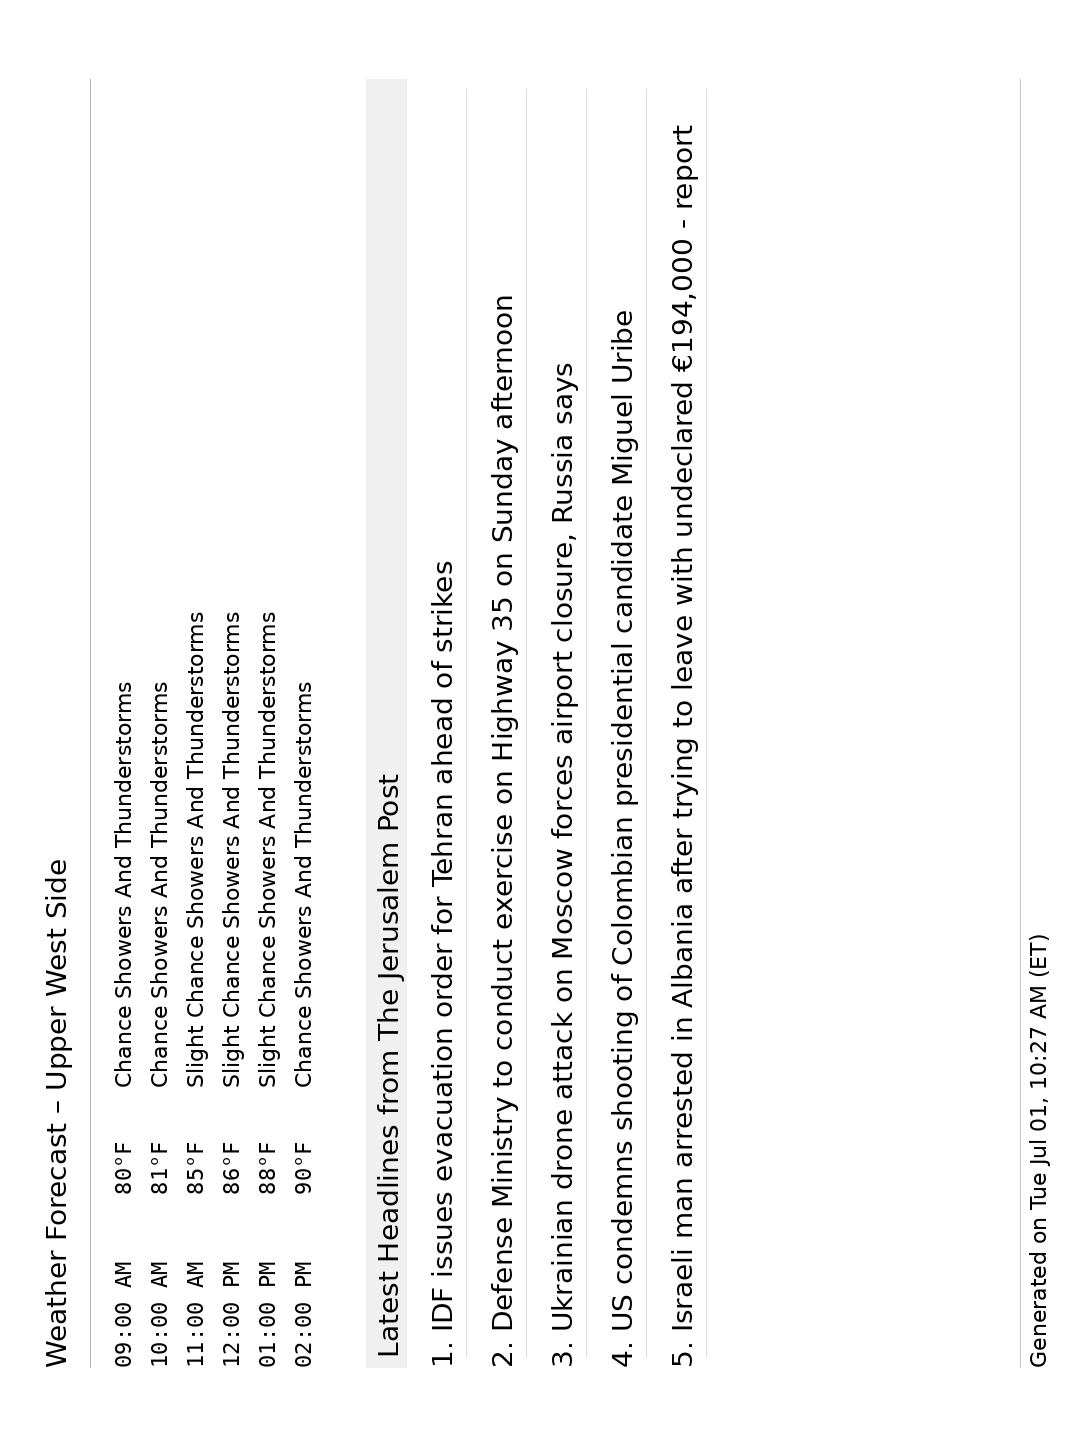 Weather Forecast – Upper West Side
09:00 AM 80°F Chance Showers And Thunderstorms
10:00 AM 81°F Chance Showers And Thunderstorms
11:00 AM 85°F Slight Chance Showers And Thunderstorms
12:00 PM 86°F Slight Chance Showers And Thunderstorms
01:00 PM 88°F Slight Chance Showers And Thunderstorms
02:00 PM 90°F Chance Showers And Thunderstorms
Latest Headlines from The Jerusalem Post
1. IDF issues evacuation order for Tehran ahead of strikes
2. Defense Ministry to conduct exercise on Highway 35 on Sunday afternoon
3. Ukrainian drone attack on Moscow forces airport closure, Russia says
4. US condemns shooting of Colombian presidential candidate Miguel Uribe
5. Israeli man arrested in Albania after trying to leave with undeclared €194,000 - report
Generated on Tue Jul 01, 10:27 AM (ET)